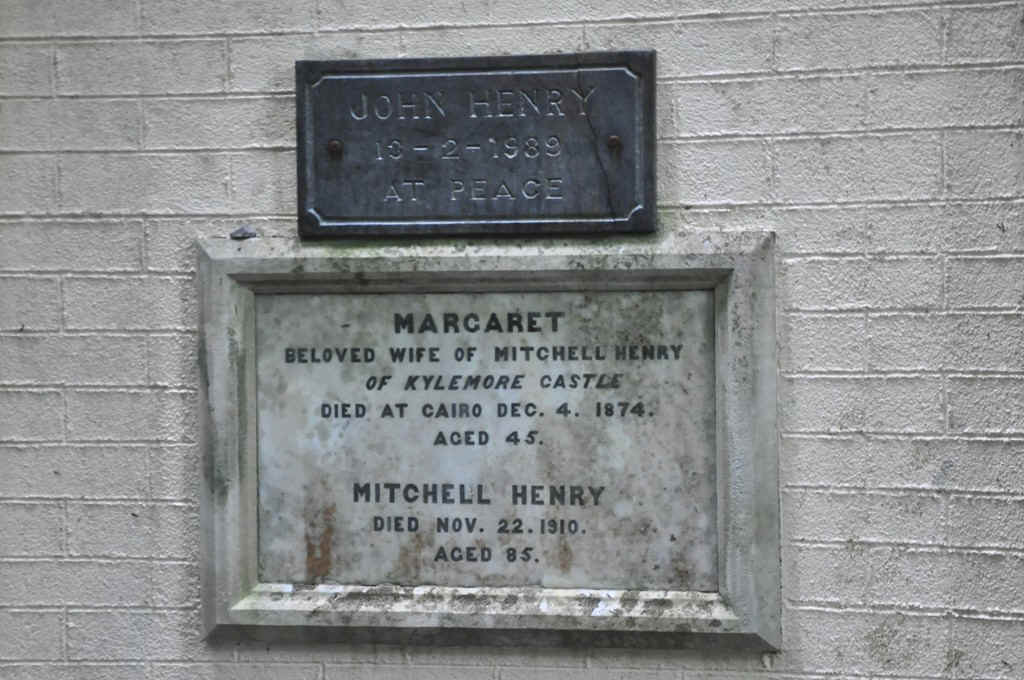 JOHN HENRY
13-2-1989
AT PEACE
MARGARET
BELOVED WIFE OF MITCHELL HENRY
OF KYLEMORE CASTLE
DIED AT CAIRO DEC. 4. 1874.
AGED 45.
MITCHELL HENRY
DIED NOV. 22. 1910.
AGED 85.